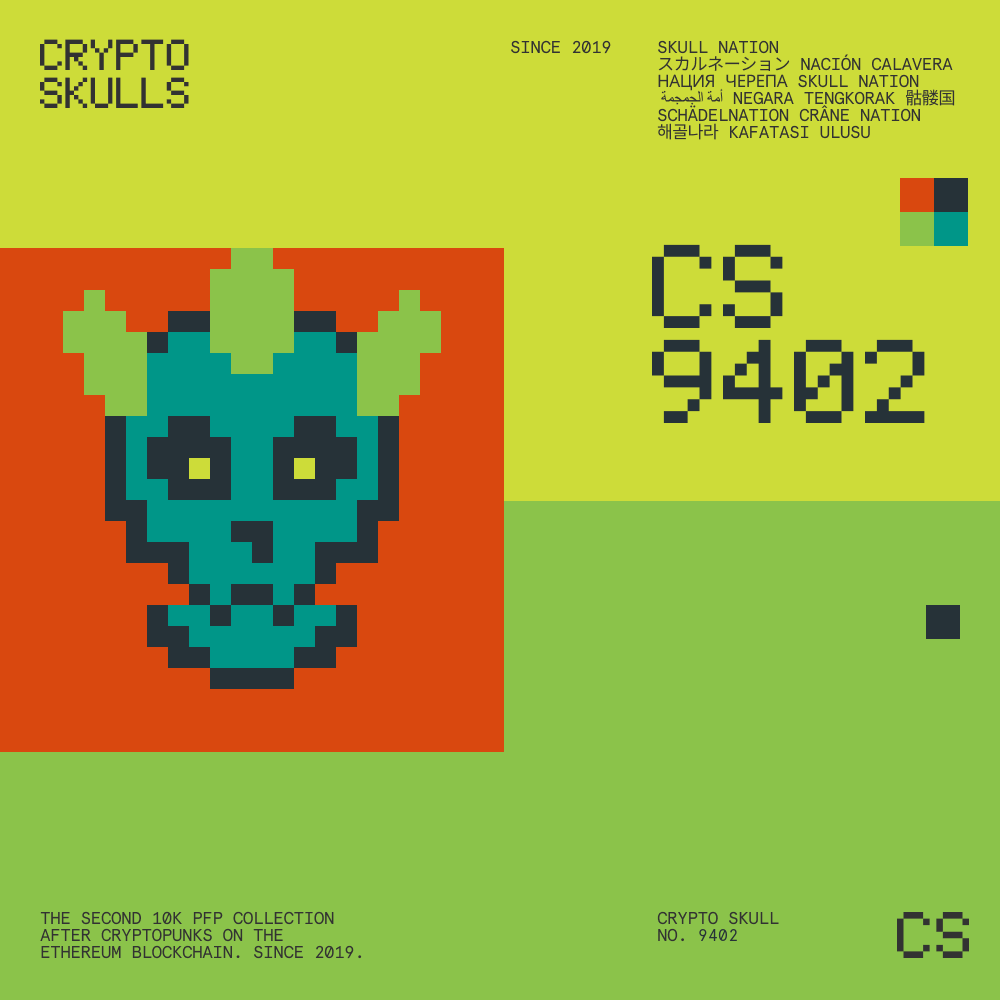 CRYPTO
SKULLS
SINCE 2019
SKULL NATION
スカルネーション NACIÓN CALAVERA
НАЦИЯ ЧЕРЕПА SKULL NATION
أمة الجمجمة NEGARA TENGKORAK 骷髅国
SCHÄDELNATION CRÂNE NATION
해골나라 KAFATASI ULUSU
CS
9402
THE SECOND 10K PFP COLLECTION
AFTER CRYPTOPUNKS ON THE
ETHEREUM BLOCKCHAIN. SINCE 2019.
CRYPTO SKULL
NO. 9402
CS